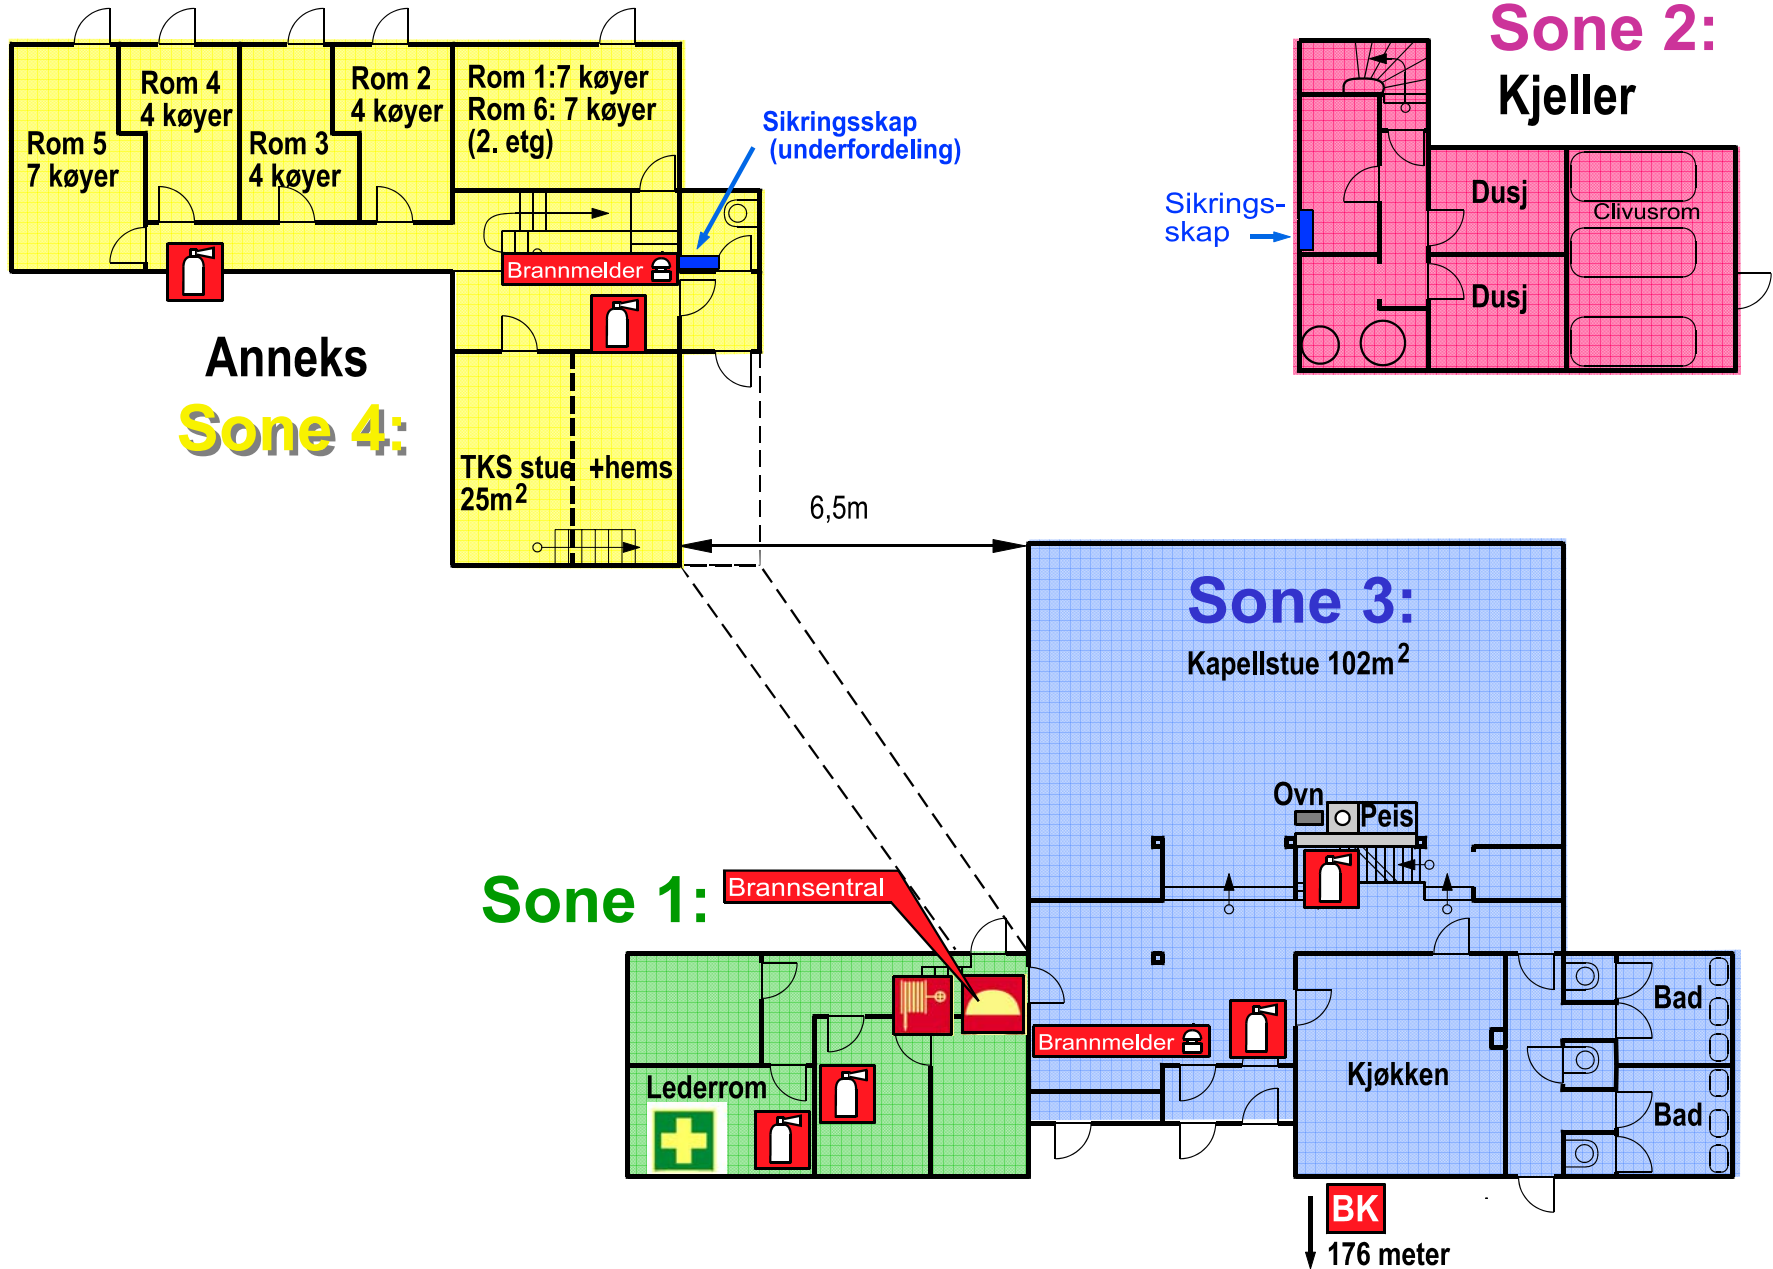 Sone 2:
Kjeller
Rom 5
7 køyer
Rom 4
4 køyer
Rom 3
4 køyer
Rom 2
4 køyer
Rom 1:7 køyer
Rom 6: 7 køyer
(2. etg)
Sikringsskap
(underfordeling)
Brannmelder
Anneks
Sone 4:
TKS stue +hems
25m²
6,5m
Sikrings-
skap
Dusj
Dusj
Clivusrom
Sone 3:
Kapellstue 102m²
Ovn
Peis
Sone 1:
Brannsentral
Lederrom
Brannmelder
Kjøkken
Bad
Bad
BK
176 meter